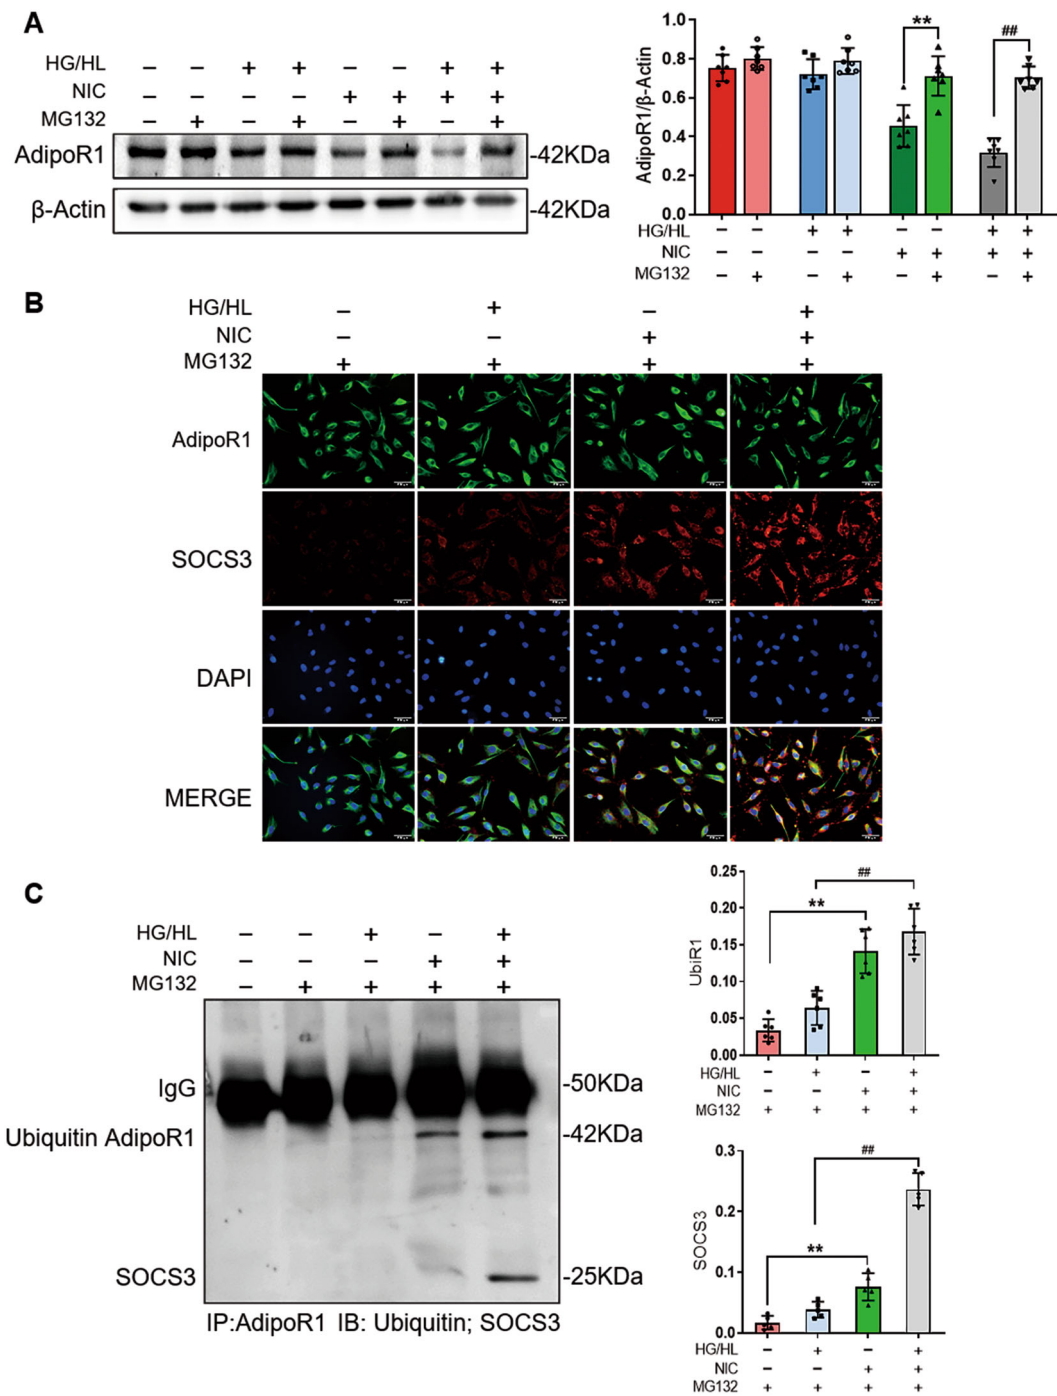 A
HG/HL − − + + − − + +
NIC − − − − + + + +
MG132 − + − + − + − +
AdipoR1 -42KDa
β-Actin -42KDa
AdipoR1/β-Actin
1.0
0.8
0.6
0.4
0.2
0.0
** ##
HG/HL − − + + − − + +
NIC − − − − + + + +
MG132 − + − + − + − +
B
HG/HL − + − +
NIC − − + +
MG132 + + + +
AdipoR1
SOCS3
DAPI
MERGE
C
HG/HL − − + − +
NIC − − − + +
MG132 − + + + +
IgG -50KDa
Ubiquitin AdipoR1 -42KDa
SOCS3 -25KDa
IP:AdipoR1 IB: Ubiquitin; SOCS3
UbiR1
0.25
0.20
0.15
0.10
0.05
0.00
** ##
HG/HL − + − +
NIC − − + +
MG132 + + + +
SOCS3
0.3
0.2
0.1
0.0
** ##
HG/HL − + − +
NIC − − + +
MG132 + + + +